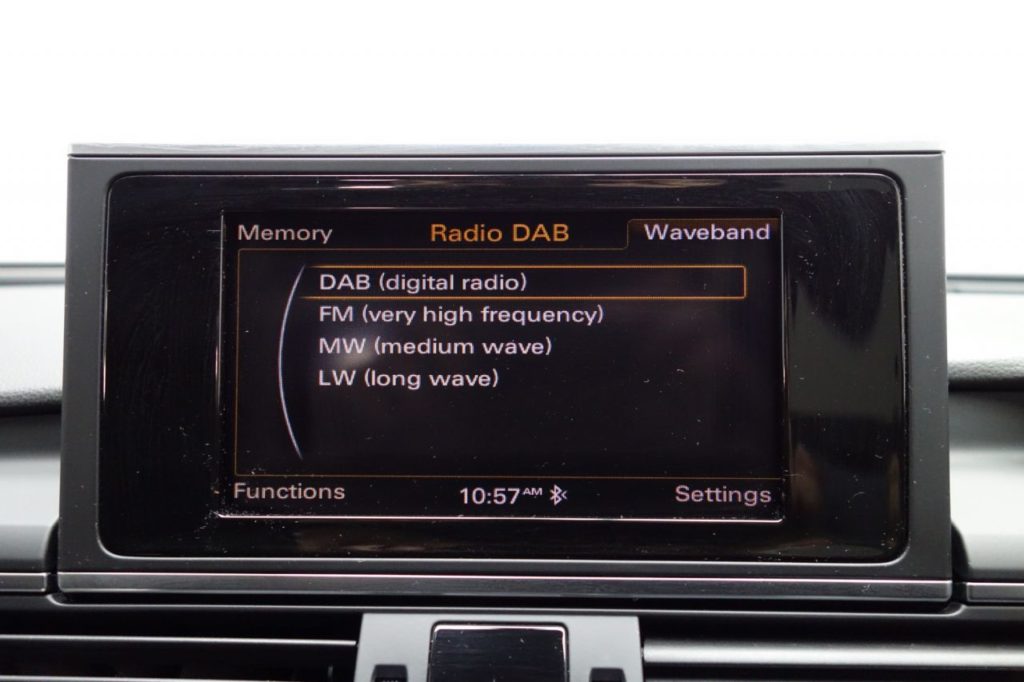 Memory Radio DAB Waveband
DAB (digital radio)
FM (very high frequency)
MW (medium wave)
LW (long wave)
Functions 10:57AM Settings